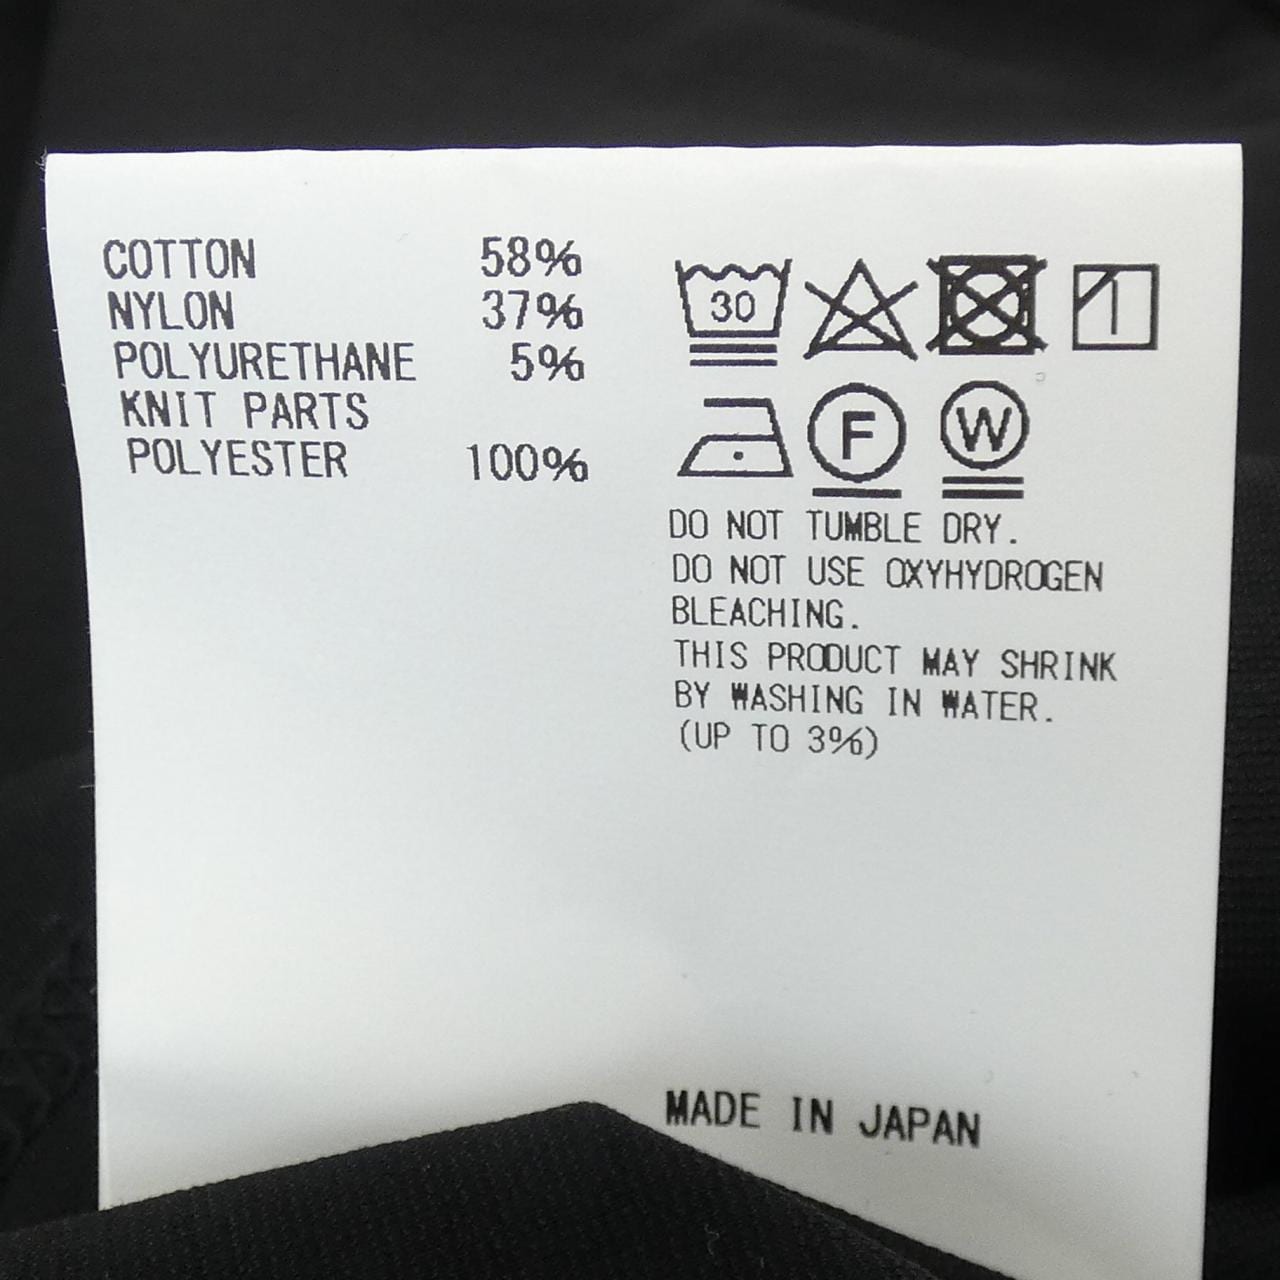 COTTON 58%
NYLON 37%
POLYURETHANE 5%
KNIT PARTS
POLYESTER 100%
30
F W
DO NOT TUMBLE DRY.
DO NOT USE OXYHYDROGEN
BLEACHING.
THIS PRODUCT MAY SHRINK
BY WASHING IN WATER.
(UP TO 3%)
MADE IN JAPAN